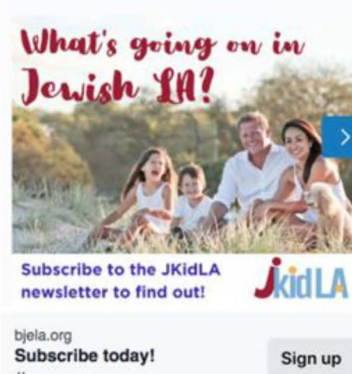 What's going on in
Jewish LA?
Subscribe to the JKidLA
newsletter to find out!
JkidLA
bjela.org
Subscribe today!
Sign up